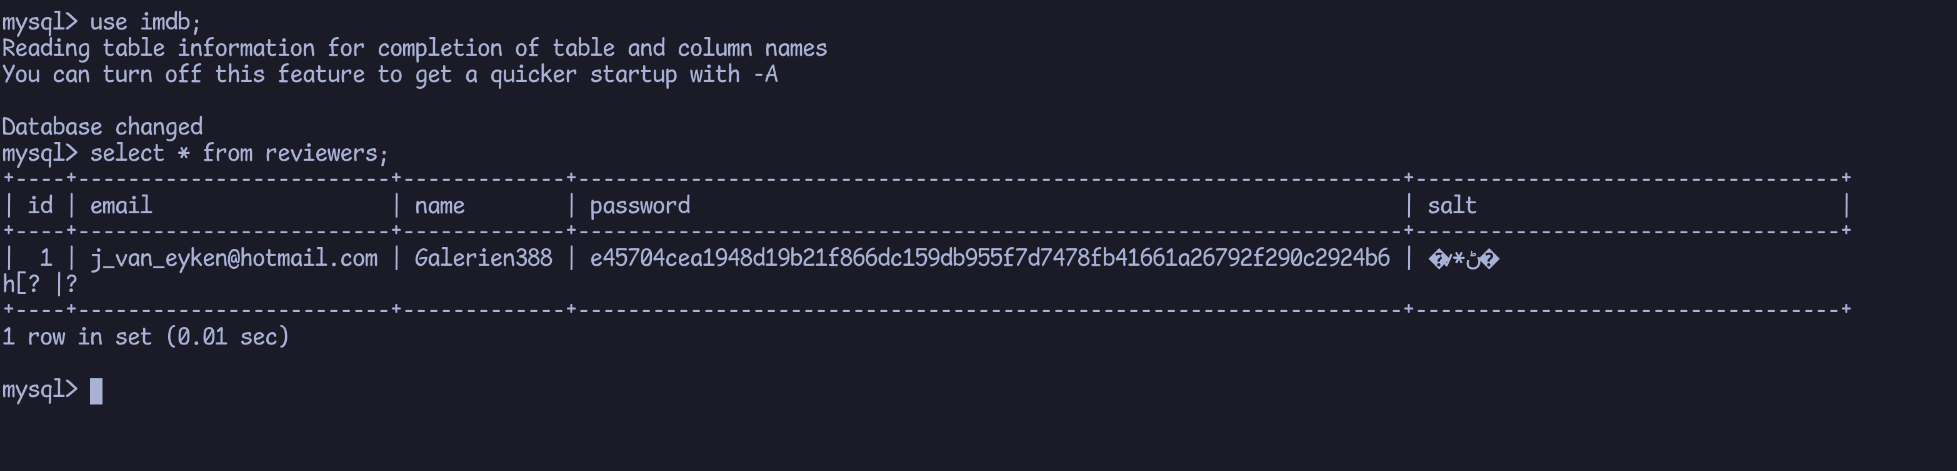 mysql> use imdb;
Reading table information for completion of table and column names
You can turn off this feature to get a quicker startup with -A
Database changed
mysql> select * from reviewers;
+----+-------------------------+-------------+------------------------------------------------------------------+----------------------------------+
| id | email                   | name        | password                                                         | salt                             |
+----+-------------------------+-------------+------------------------------------------------------------------+----------------------------------+
|  1 | j_van_eyken@hotmail.com | Galerien388 | e45704cea1948d19b21f866dc159db955f7d7478fb41661a26792f290c2924b6 |
h[? |?
+----+-------------------------+-------------+------------------------------------------------------------------+----------------------------------+
1 row in set (0.01 sec)
mysql>